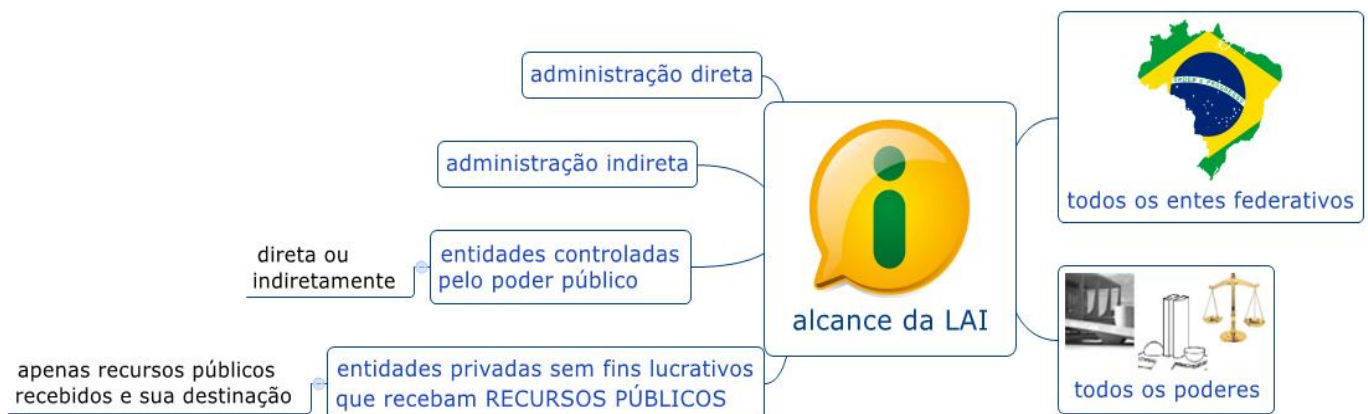 administração direta
administração indireta
direta ou
indiretamente
entidades controladas
pelo poder público
apenas recursos públicos
recebidos e sua destinação
entidades privadas sem fins lucrativos
que recebam RECURSOS PÚBLICOS
alcance da LAI
todos os entes federativos
todos os poderes